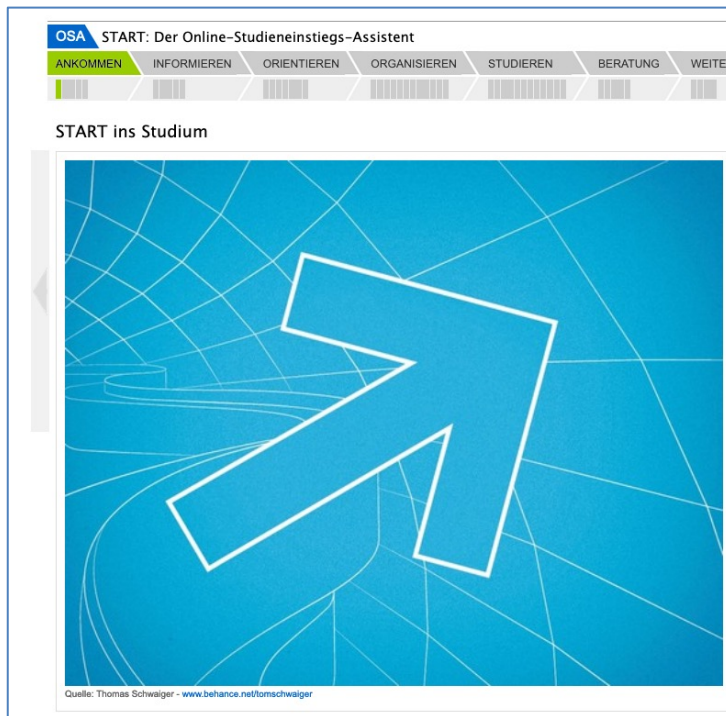 OSA START: Der Online-Studieneinstiegs-Assistent
ANKOMMEN INFORMIEREN ORIENTIEREN ORGANISIEREN STUDIEREN BERATUNG WEITE
START ins Studium
Quelle: Thomas Schwaiger - www.behance.net/tomschwaiger